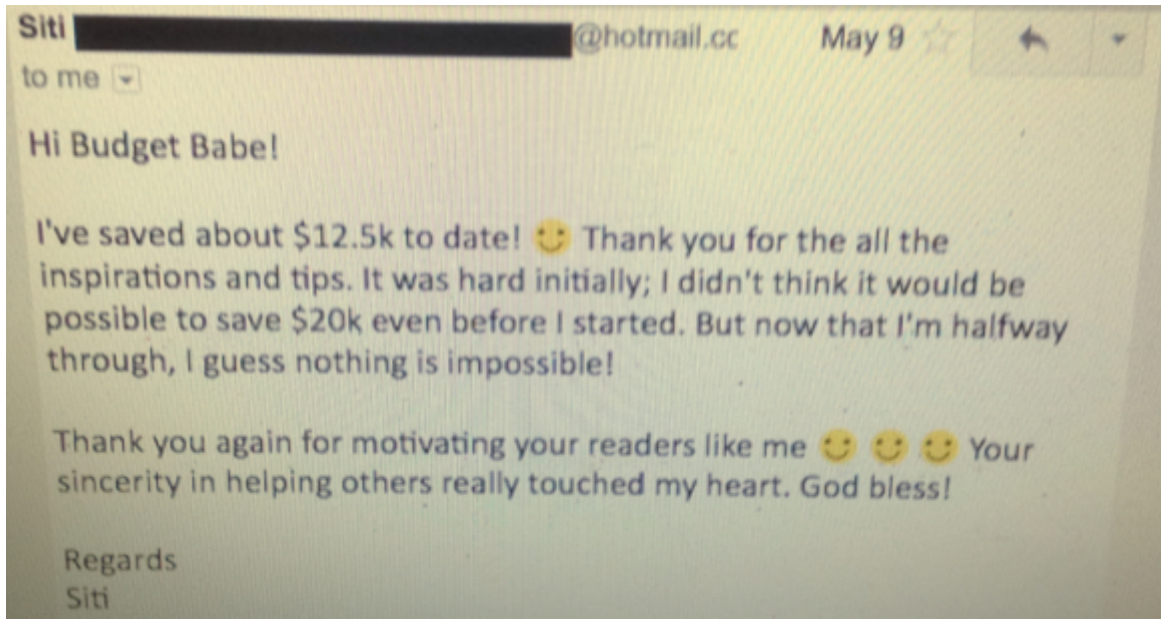 Siti @hotmail.cc May 9
to me
Hi Budget Babe!
I've saved about $12.5k to date! 🙂 Thank you for the all the
inspirations and tips. It was hard initially; I didn't think it would be
possible to save $20k even before I started. But now that I'm halfway
through, I guess nothing is impossible!
Thank you again for motivating your readers like me 🙂 🙂 🙂 Your
sincerity in helping others really touched my heart. God bless!
Regards
Siti